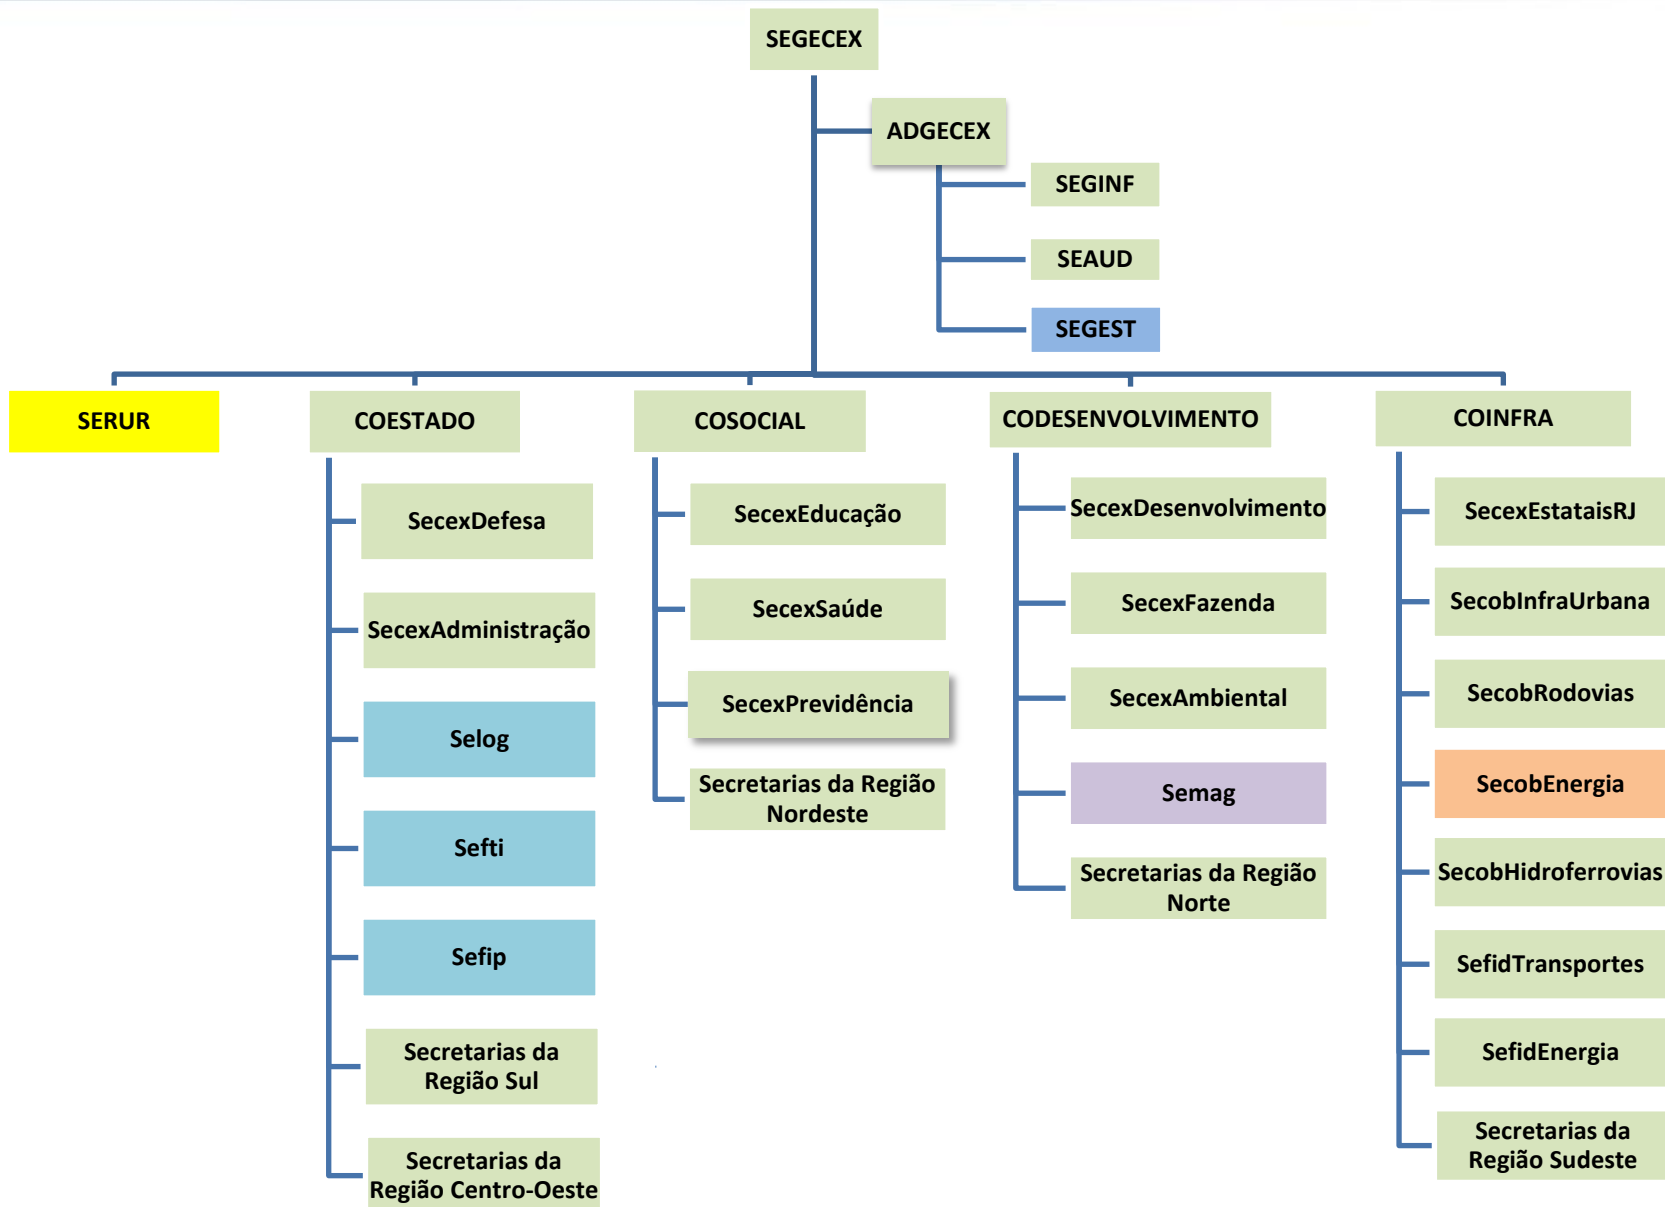 SEGECEX
ADGECEX
SEGINF
SEAUD
SEGEST
SERUR
COESTADO
SecexDefesa
SecexAdministração
Selog
Sefti
Sefip
Secretarias da
Região Sul
Secretarias da
Região Centro-Oeste
COSOCIAL
SecexEducação
SecexSaúde
SecexPrevidência
Secretarias da Região
Nordeste
CODESENVOLVIMENTO
SecexDesenvolvimento
SecexFazenda
SecexAmbiental
Semag
Secretarias da Região
Norte
COINFRA
SecexEstataisRJ
SecobInfraUrbana
SecobRodovias
SecobEnergia
SecobHidroferrovias
SefidTransportes
SefidEnergia
Secretarias da
Região Sudeste